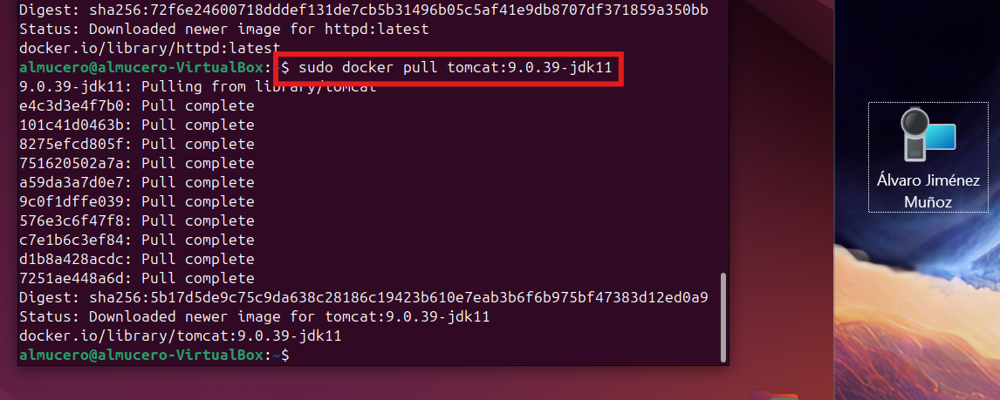 Digest: sha256:72f6e24600718dddef131de7cb5b31496b05c5af41e9db8707df371859a350bb
Status: Downloaded newer image for httpd:latest
docker.io/library/httpd:latest
almucero@almucero-VirtualBox:~$ sudo docker pull tomcat:9.0.39-jdk11
9.0.39-jdk11: Pulling from library/tomcat
e4c3d3e4f7b0: Pull complete
101c41d0463b: Pull complete
8275efcd805f: Pull complete
751620502a7a: Pull complete
a59da3a7d0e7: Pull complete
9c0f1dffe039: Pull complete
576e3c6f47f8: Pull complete
c7e1b6c3ef84: Pull complete
d1b8a428acdc: Pull complete
7251ae448a6d: Pull complete
Digest: sha256:5b17d5de9c75c9da638c28186c19423b610e7eab3b6f6b975bf47383d12ed0a9
Status: Downloaded newer image for tomcat:9.0.39-jdk11
docker.io/library/tomcat:9.0.39-jdk11
almucero@almucero-VirtualBox:~$
Álvaro Jiménez
Muñoz